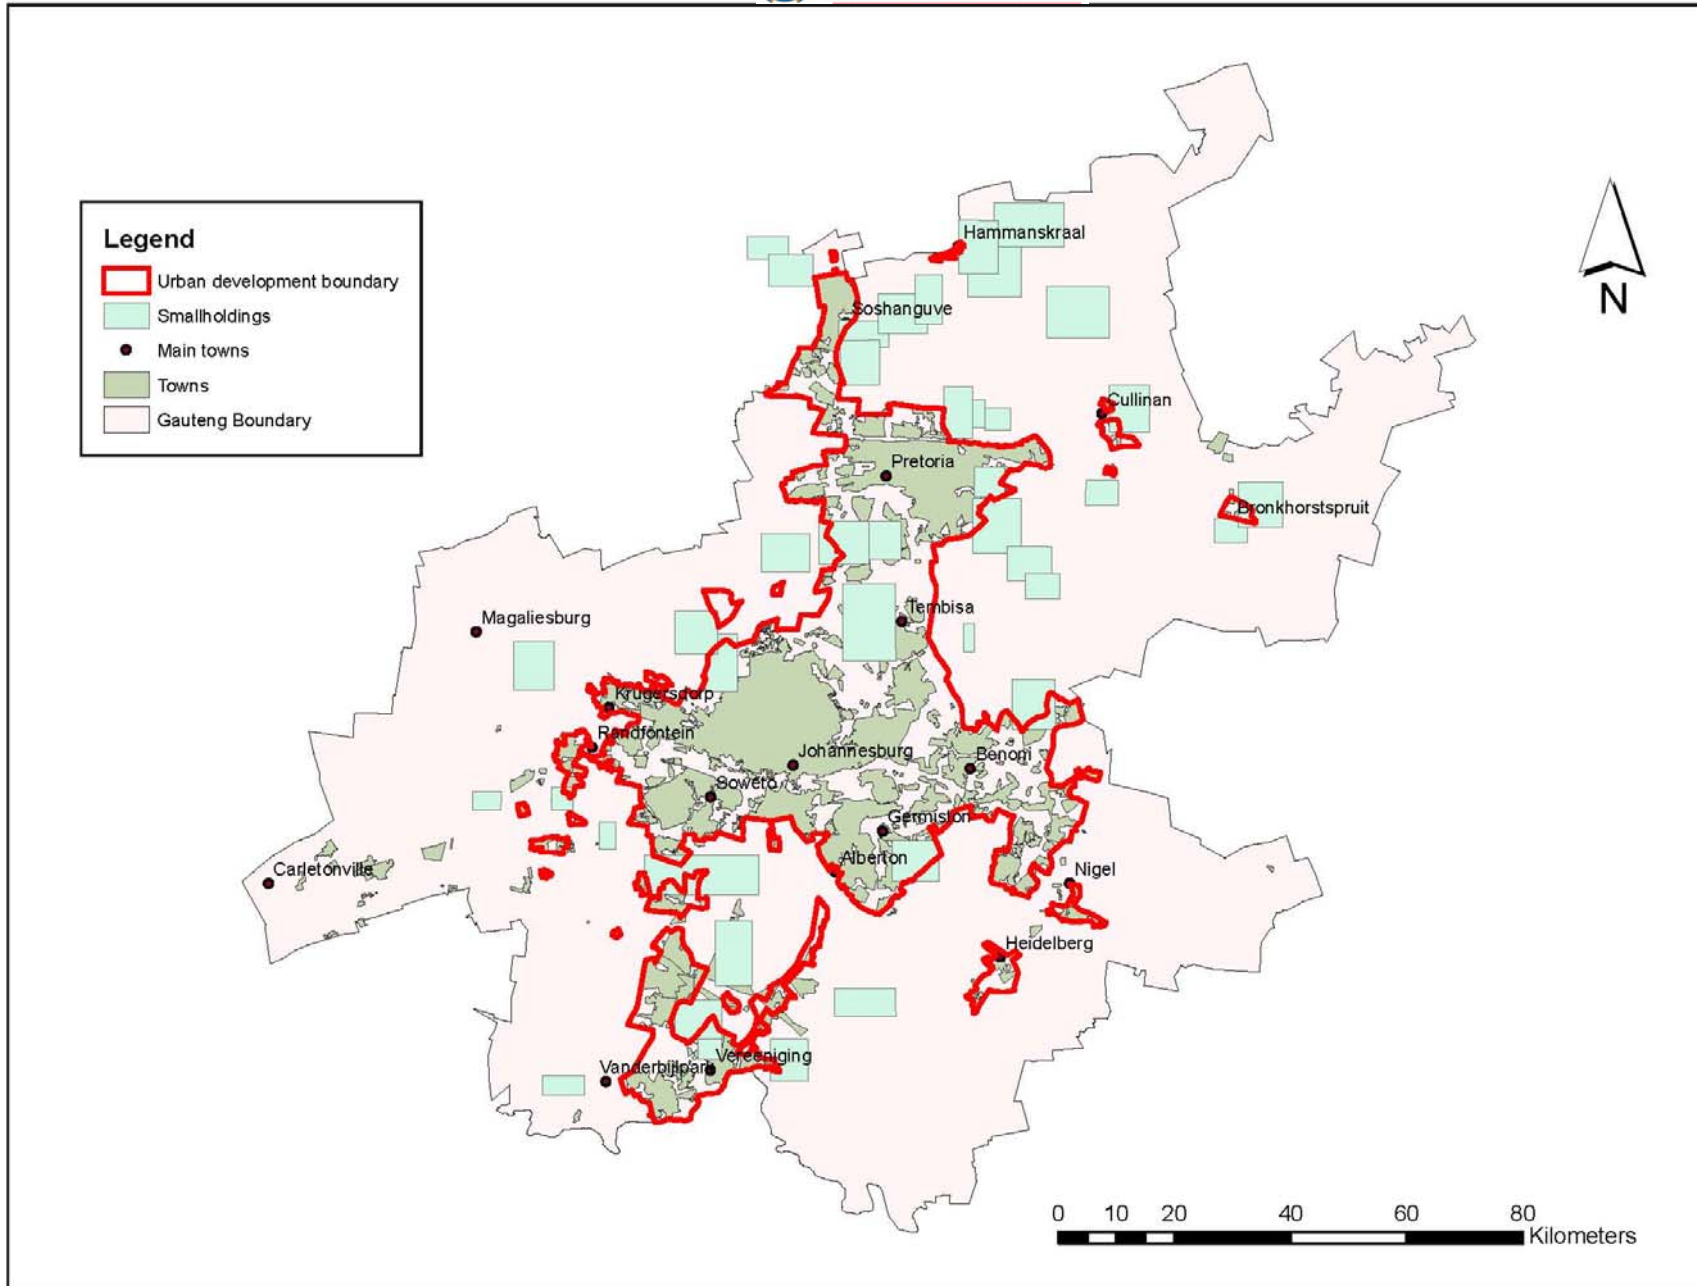 Legend
Urban development boundary
Smallholdings
Main towns
Towns
Gauteng Boundary
N
Hammanskraal
Soshanguve
Cullinan
Pretoria
Bronkhorstspruit
Tembisa
Magaliesburg
Krugersdorp
Randfontein
Johannesburg
Benoni
Soweto
Germiston
Alberton
Carletonville
Nigel
Heidelberg
Vereeniging
Vanderbijlpark
0 10 20 40 60 80
Kilometers